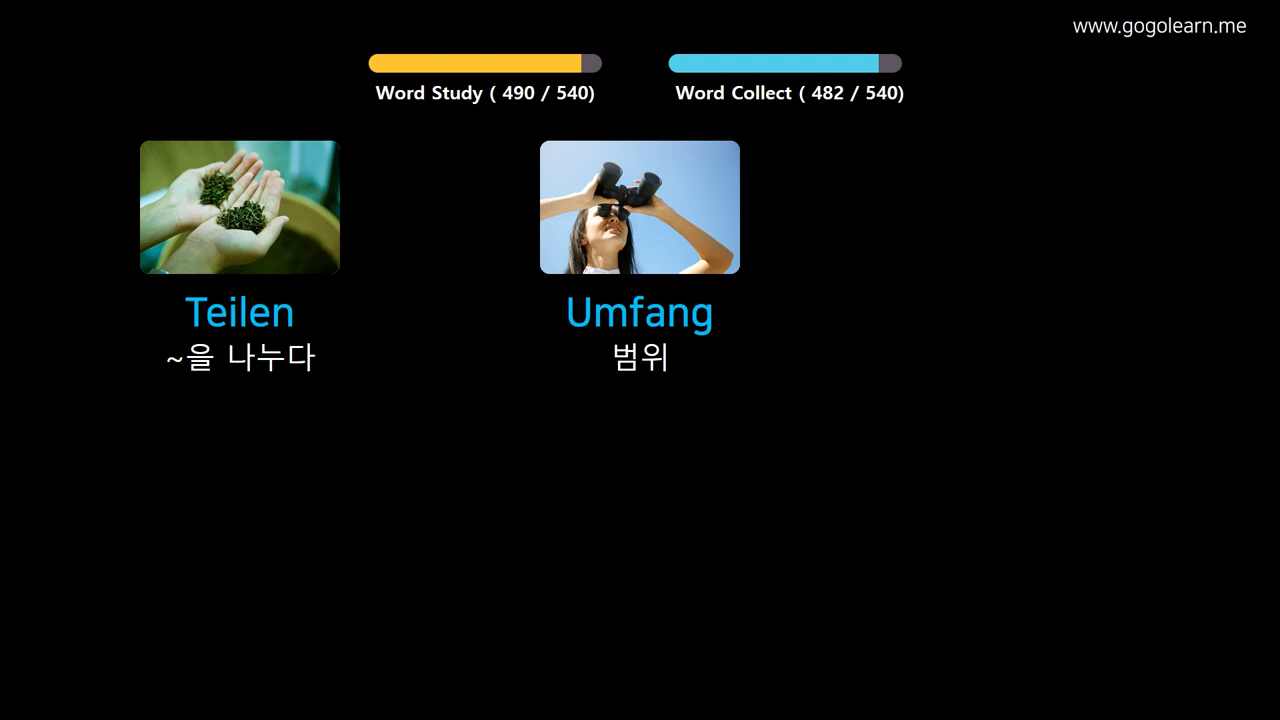 www.gogolearn.me
Word Study ( 490 / 540)
Word Collect ( 482 / 540)
Teilen
~을 나누다
Umfang
범위